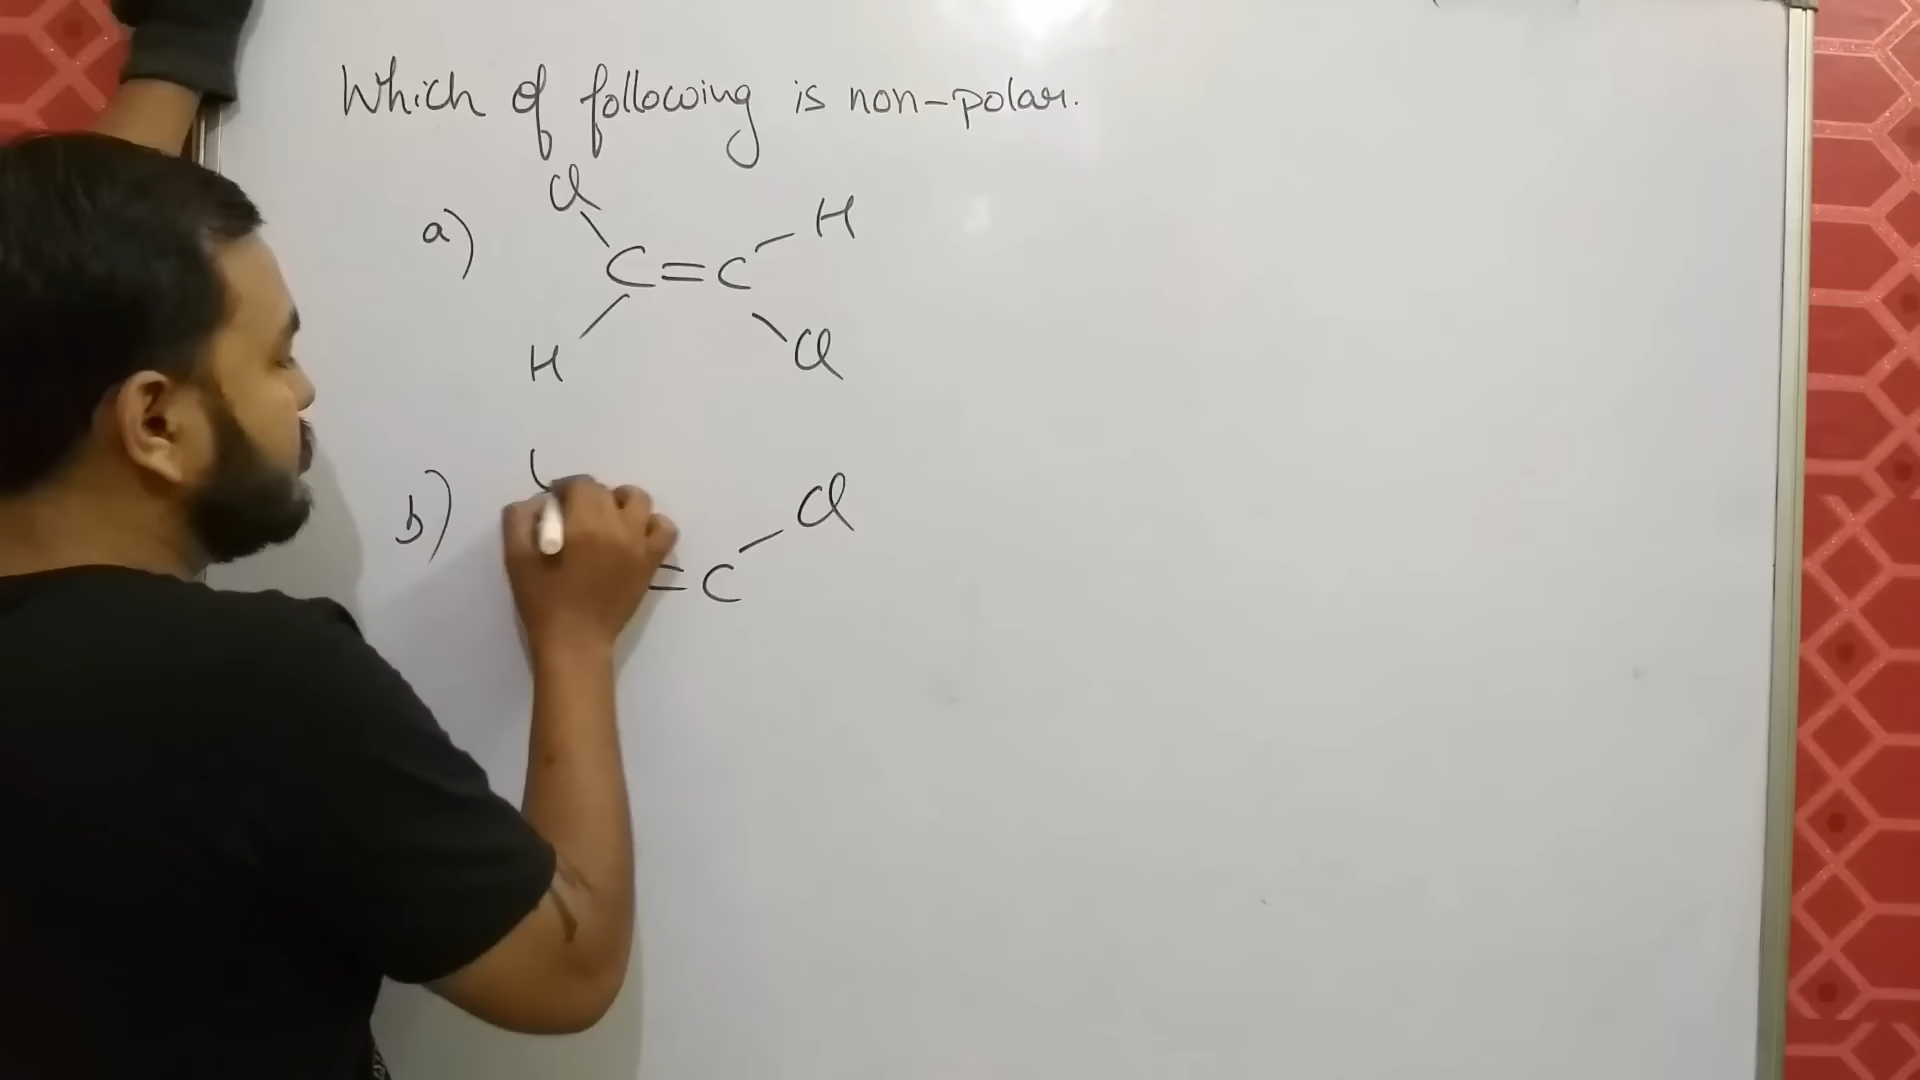 Which of following is non-polar.
a)
Cl H
C=C
H Cl
b)
Cl
=C